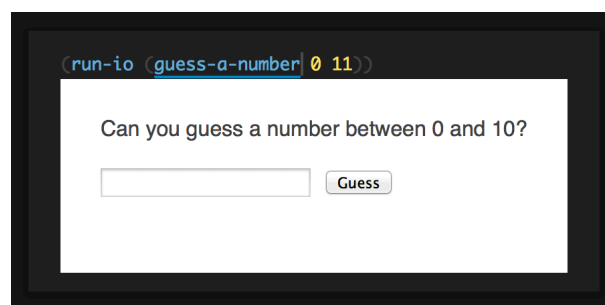 (run-io (guess-a-number 0 11))
Can you guess a number between 0 and 10?
Guess